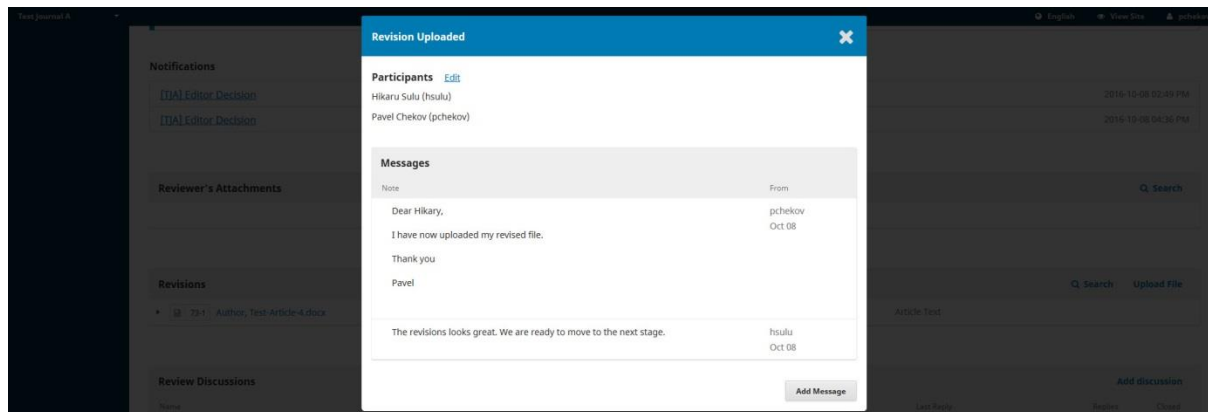 Test Journal A
English View Site pchekov
Revision Uploaded
Participants Edit
Hikaru Sulu (hsulu)
Pavel Chekov (pchekov)
Notifications
[TJA] Editor Decision 2016-10-08 02:49 PM
[TJA] Editor Decision 2016-10-08 04:36 PM
Messages
Note From
Dear Hikary, pchekov
Oct 08
I have now uploaded my revised file.
Thank you
Pavel
The revisions looks great. We are ready to move to the next stage. hsulu
Oct 08
Add Message
Reviewer's Attachments Search
Revisions Search Upload File
73-1 Author, Test-Article-4.docx Article Text
Review Discussions Add discussion
Name Last Reply Replies Closed